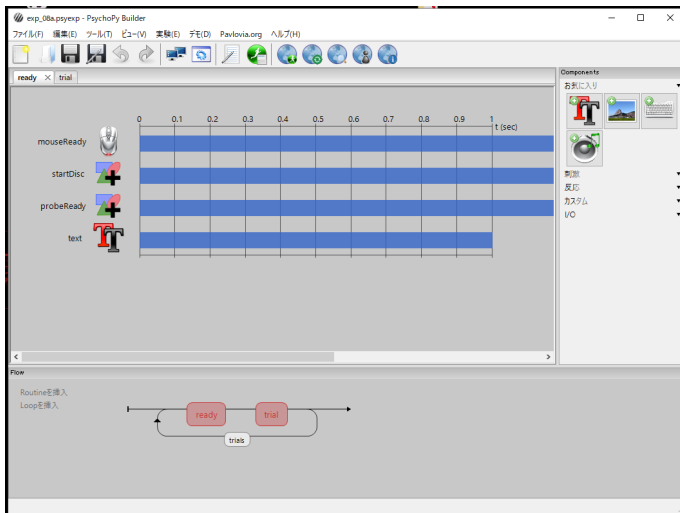 exp_08a.psyexp - PsychoPy Builder
ファイル(F) 編集(E) ツール(T) ビュー(V) 実験(E) デモ(D) Pavlovia.org ヘルプ(H)
ready trial
0 0.1 0.2 0.3 0.4 0.5 0.6 0.7 0.8 0.9 1
t (sec)
mouseReady
startDisc
probeReady
text
Components
お気に入り
刺激
反応
カスタム
I/O
Flow
Routineを挿入
Loopを挿入
ready trial
trials